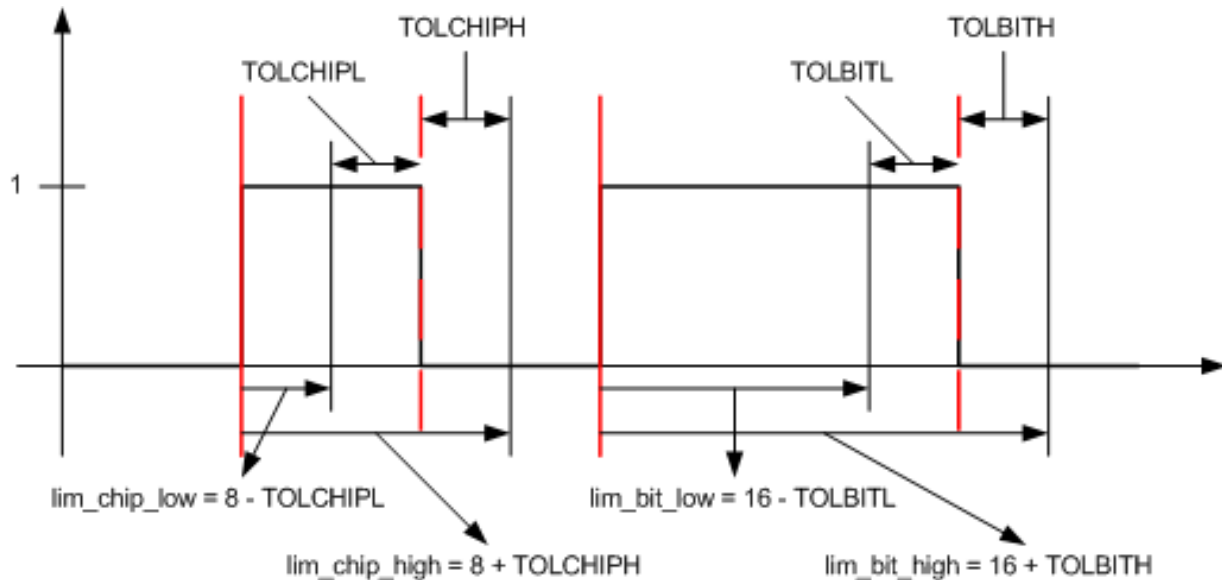 TOLCHIPH
TOLBITH
TOLCHIPL
TOLBITL
1
lim_chip_low = 8 - TOLCHIPL
lim_bit_low = 16 - TOLBITL
lim_chip_high = 8 + TOLCHIPH
lim_bit_high = 16 + TOLBITH